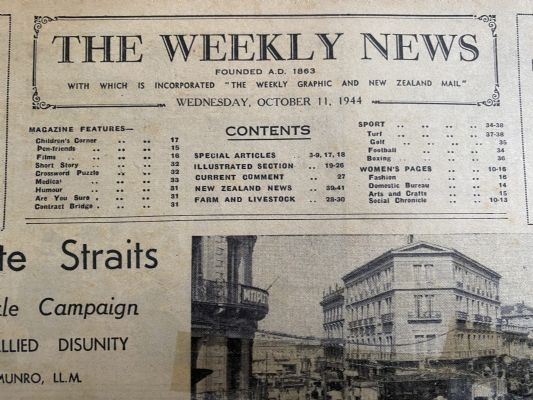 THE WEEKLY NEWS
FOUNDED A.D. 1863
WITH WHICH IS INCORPORATED "THE WEEKLY GRAPHIC AND NEW ZEALAND MAIL"
WEDNESDAY, OCTOBER 11, 1944
MAGAZINE FEATURES—
Children's Corner .. 17
Pen-friends .. .. 15
Films .. .. .. 16
Short Story .. .. 32
Crossword Puzzle .. 32
Medical .. .. 33
Humour .. .. 31
Are You Sure .. .. 31
Contract Bridge .. .. 31
CONTENTS
SPECIAL ARTICLES .. 3-9, 17, 18
ILLUSTRATED SECTION .. 19-26
CURRENT COMMENT .. .. 27
NEW ZEALAND NEWS .. 39-41
FARM AND LIVESTOCK .. 28-30
SPORT .. .. .. .. 34-38
Turf .. .. .. .. 37-38
Golf .. .. .. .. 35
Football .. .. .. 34
Boxing .. .. .. 36
WOMEN'S PAGES .. .. 10-16
Fashion .. .. .. 16
Domestic Bureau .. .. 14
Arts and Crafts .. .. 15
Social Chronicle .. .. 10-13
te Straits
cle Campaign
ALLIED DISUNITY
MUNRO, LL.M.